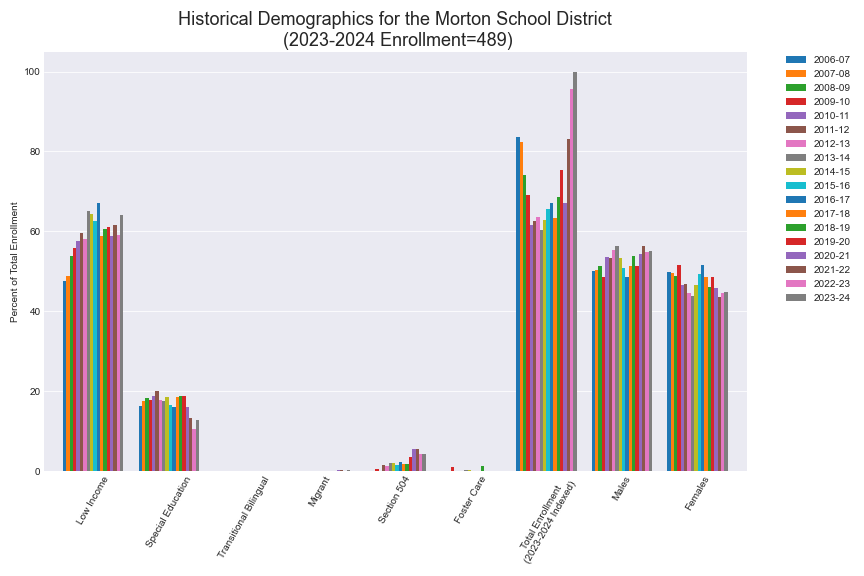 Historical Demographics for the Morton School District
(2023-2024 Enrollment=489)
Percent of Total Enrollment
100
80
60
40
20
0
Low Income
Special Education
Transitional Bilingual
Migrant
Section 504
Foster Care
Total Enrollment
(2023-2024 Indexed)
Males
Females
2006-07
2007-08
2008-09
2009-10
2010-11
2011-12
2012-13
2013-14
2014-15
2015-16
2016-17
2017-18
2018-19
2019-20
2020-21
2021-22
2022-23
2023-24